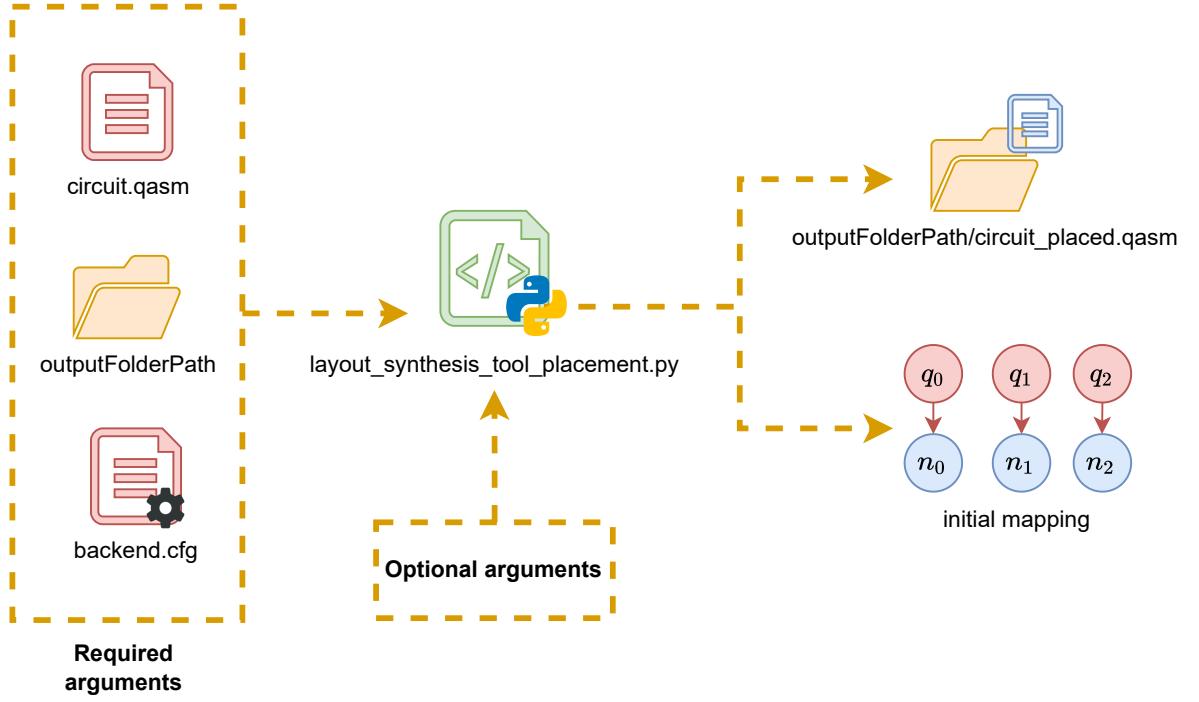 circuit.qasm
outputFolderPath
backend.cfg
Required
arguments
</>
layout_synthesis_tool_placement.py
Optional arguments
outputFolderPath/circuit_placed.qasm
q₀ q₁ q₂
n₀ n₁ n₂
initial mapping